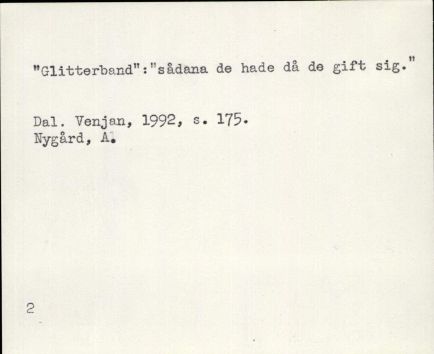 "Glitterband":"sådana de hade då de gift sig."
Dal. Venjan, 1992, s. 175.
Nygård, A.
2